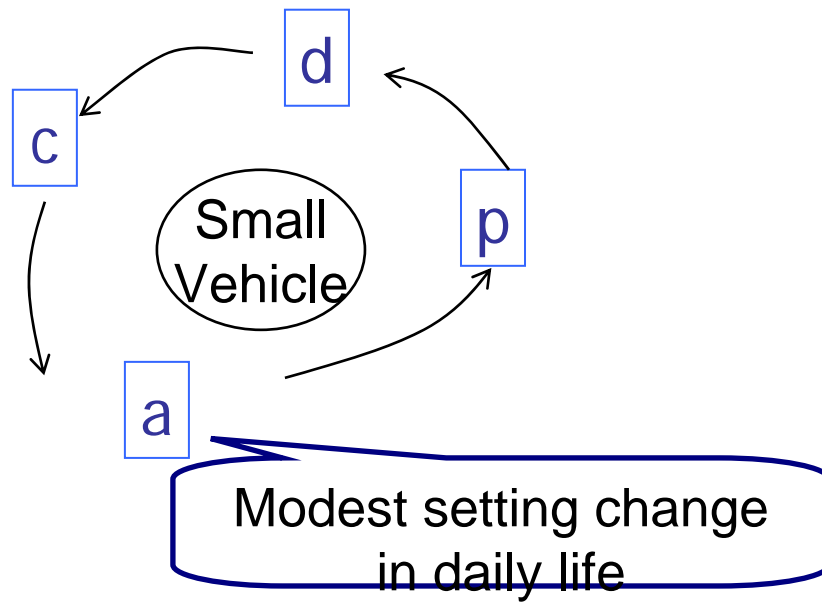 d
c
p
Small
Vehicle
a
Modest setting change
in daily life